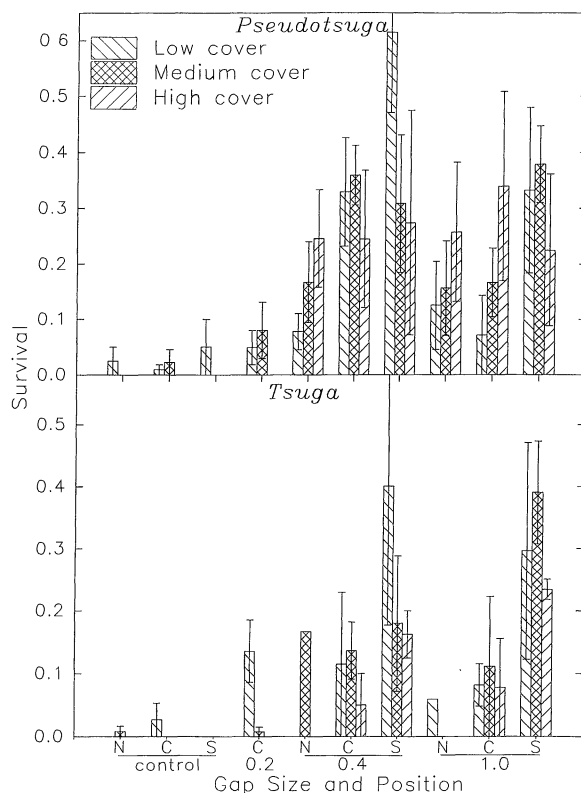 Pseudotsuga
Low cover
Medium cover
High cover
0 6
0.5
0.4
0.3
0.2
0.1
0.0
Survival
Tsuga
0.5
0.4
0.3
0.2
0.1
0.0
N C S C N C S N C S
control 0.2 0.4 1.0
Gap Size and Position